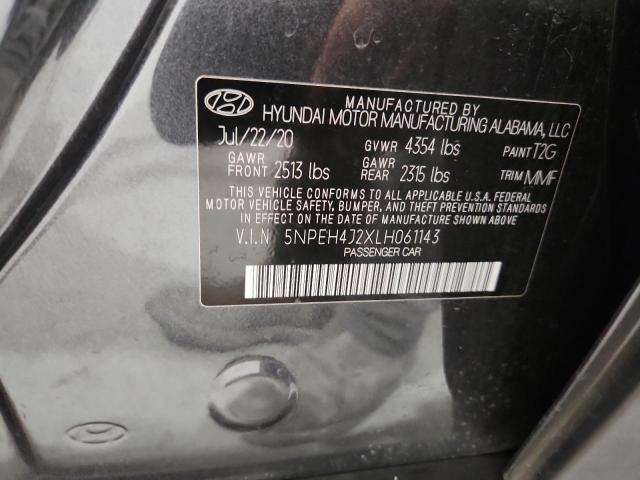 MANUFACTURED BY
HYUNDAI MOTOR MANUFACTURING ALABAMA, LLC
Jul/22/20 GVWR 4354 lbs PAINT T2G
GAWR FRONT 2513 lbs GAWR REAR 2315 lbs TRIM MMF
THIS VEHICLE CONFORMS TO ALL APPLICABLE U.S.A. FEDERAL
MOTOR VEHICLE SAFETY, BUMPER, AND THEFT PREVENTION STANDARDS
IN EFFECT ON THE DATE OF MANUFACTURE SHOWN ABOVE.
V.I.N 5NPEH4J2XLH061143
PASSENGER CAR